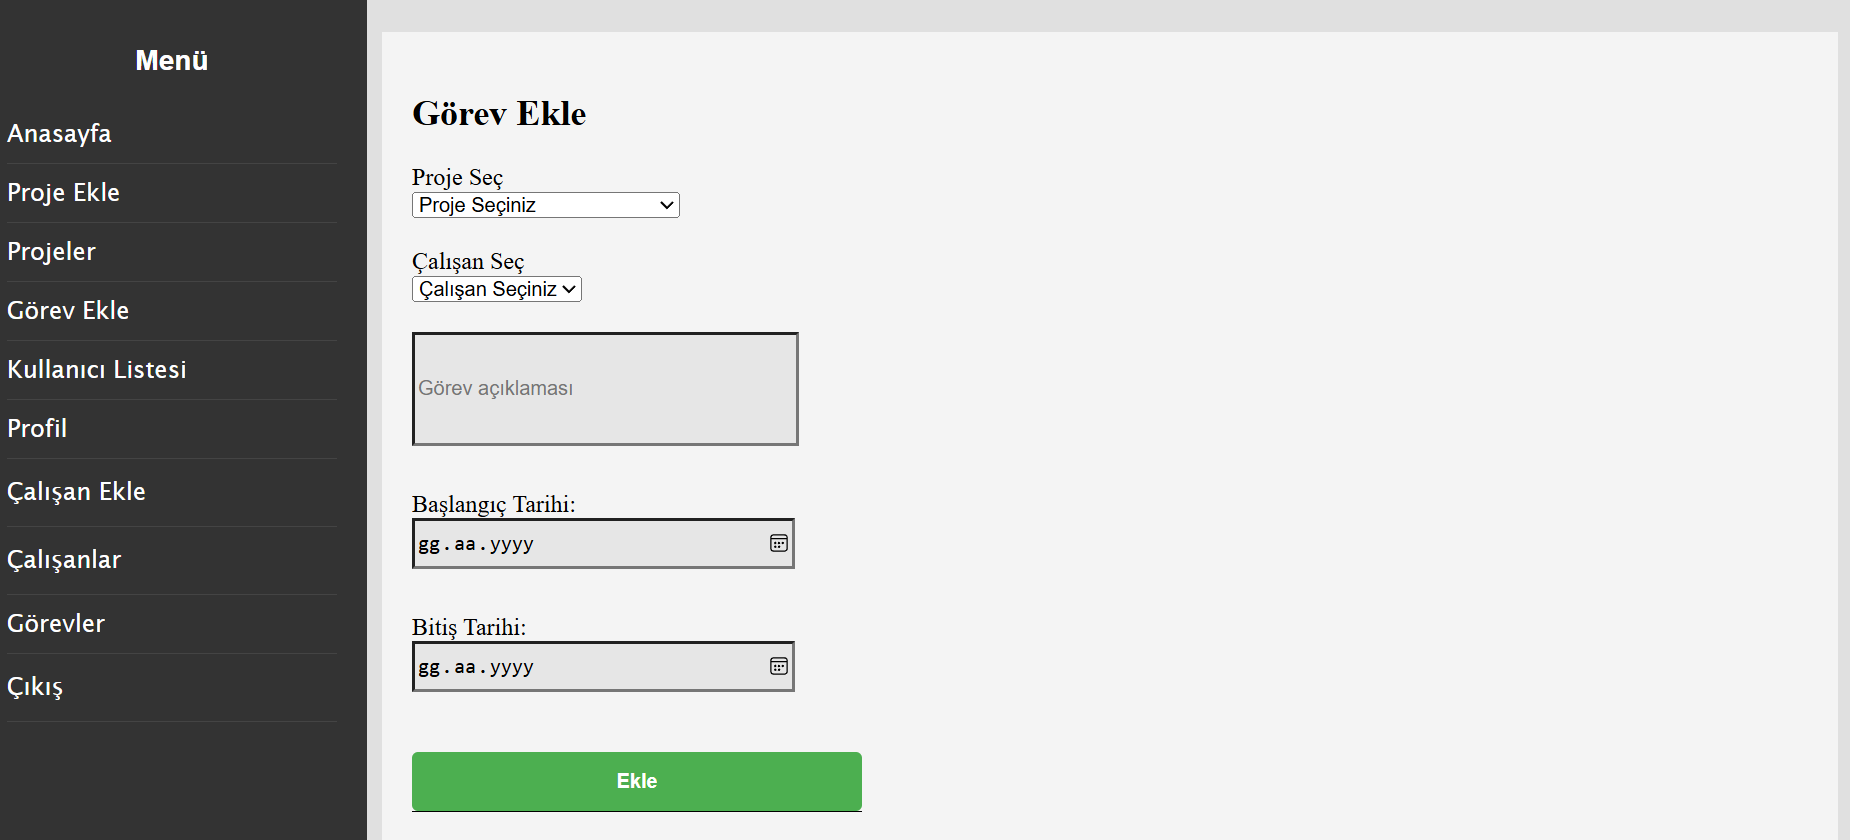 Menü
Anasayfa
Proje Ekle
Projeler
Görev Ekle
Kullanıcı Listesi
Profil
Çalışan Ekle
Çalışanlar
Görevler
Çıkış
Görev Ekle
Proje Seç
Proje Seçiniz
Çalışan Seç
Çalışan Seçiniz
Görev açıklaması
Başlangıç Tarihi:
gg.aa.yyyy
Bitiş Tarihi:
gg.aa.yyyy
Ekle